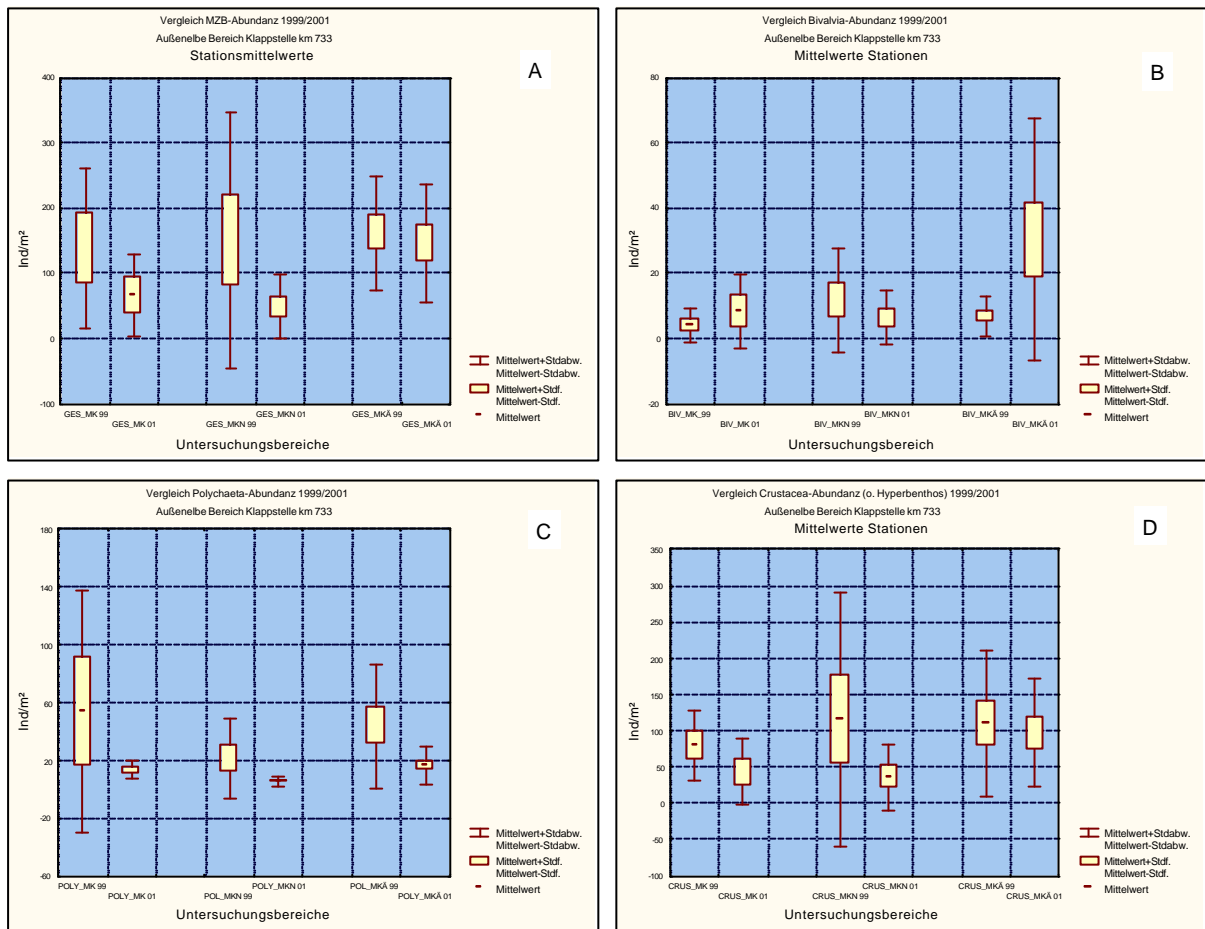 Vergleich MZB-Abundanz 1999/2001
Außenelbe Bereich Klappstelle km 733
Stationsmittelwerte
A
400
300
200
100
0
-100
Ind/m²
GES_MK 99
GES_MK 01
GES_MKN 99
GES_MKN 01
GES_MKÄ 99
GES_MKÄ 01
Untersuchungsbereiche
Mittelwert+Stdabw.
Mittelwert-Stdabw.
Mittelwert+Stdf.
Mittelwert-Stdf.
Mittelwert
Vergleich Bivalvia-Abundanz 1999/2001
Außenelbe Bereich Klappstelle km 733
Mittelwerte Stationen
B
80
60
40
20
0
-20
Ind/m²
BIV_MK_99
BIV_MK 01
BIV_MKN 99
BIV_MKN 01
BIV_MKÄ 99
BIV_MKÄ 01
Untersuchungsbereich
Mittelwert+Stdabw.
Mittelwert-Stdabw.
Mittelwert+Stdf.
Mittelwert-Stdf.
Mittelwert
Vergleich Polychaeta-Abundanz 1999/2001
Außenelbe Bereich Klappstelle km 733
C
180
140
100
60
20
-20
-60
Ind/m²
POLY_MK 99
POLY_MK 01
POL_MKN 99
POLY_MKN 01
POL_MKÄ 99
POLY_MKÄ 01
Untersuchungsbereiche
Mittelwert+Stdabw.
Mittelwert-Stdabw.
Mittelwert+Stdf.
Mittelwert-Stdf.
Mittelwert
Vergleich Crustacea-Abundanz (o. Hyperbenthos) 1999/2001
Außenelbe Bereich Klappstelle km 733
Mittelwerte Stationen
D
350
300
250
200
150
100
50
0
-50
-100
Ind/m²
CRUS_MK 99
CRUS_MK 01
CRUS_MKN 99
CRUS_MKN 01
CRUS_MKÄ 99
CRUS_MKÄ 01
Untersuchungsbereiche
Mittelwert+Stdabw.
Mittelwert-Stdabw.
Mittelwert+Stdf.
Mittelwert-Stdf.
Mittelwert